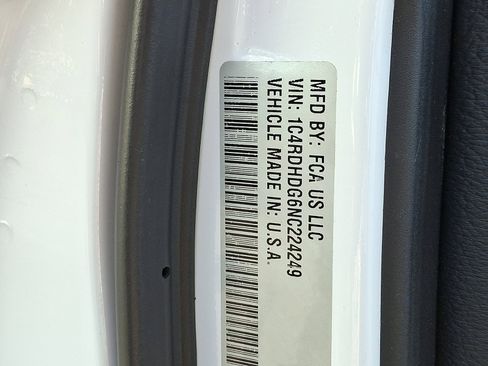 MFD BY: FCA US LLC
VIN: 1C4RDHDG6NC224249
VEHICLE MADE IN: U.S.A.